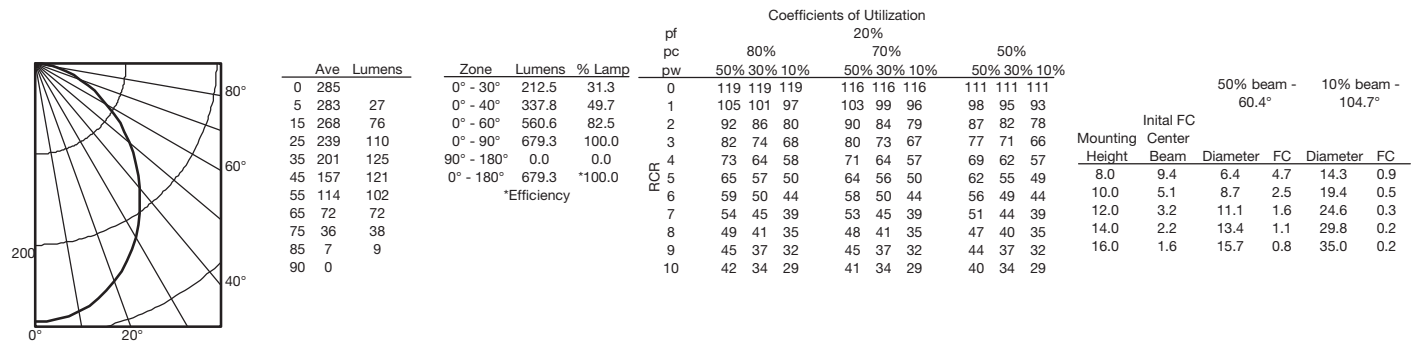 80°
60°
40°
200
0° 20°
Ave Lumens
0 285
5 283 27
15 268 76
25 239 110
35 201 125
45 157 121
55 114 102
65 72 72
75 36 38
85 7 9
90 0
Zone Lumens % Lamp
0° - 30° 212.5 31.3
0° - 40° 337.8 49.7
0° - 60° 560.6 82.5
0° - 90° 679.3 100.0
90° - 180° 0.0 0.0
0° - 180° 679.3 *100.0
*Efficiency
Coefficients of Utilization
pf 20%
pc 80% 70% 50%
pw 50% 30% 10% 50% 30% 10% 50% 30% 10%
RCR
0 119 119 119 116 116 116 111 111 111
1 105 101 97 103 99 96 98 95 93
2 92 86 80 90 84 79 87 82 78
3 82 74 68 80 73 67 77 71 66
4 73 64 58 71 64 57 69 62 57
5 65 57 50 64 56 50 62 55 49
6 59 50 44 58 50 44 56 49 44
7 54 45 39 53 45 39 51 44 39
8 49 41 35 48 41 35 47 40 35
9 45 37 32 45 37 32 44 37 32
10 42 34 29 41 34 29 40 34 29
50% beam - 10% beam -
60.4° 104.7°
Inital FC
Mounting Center
Height Beam Diameter FC Diameter FC
8.0 9.4 6.4 4.7 14.3 0.9
10.0 5.1 8.7 2.5 19.4 0.5
12.0 3.2 11.1 1.6 24.6 0.3
14.0 2.2 13.4 1.1 29.8 0.2
16.0 1.6 15.7 0.8 35.0 0.2